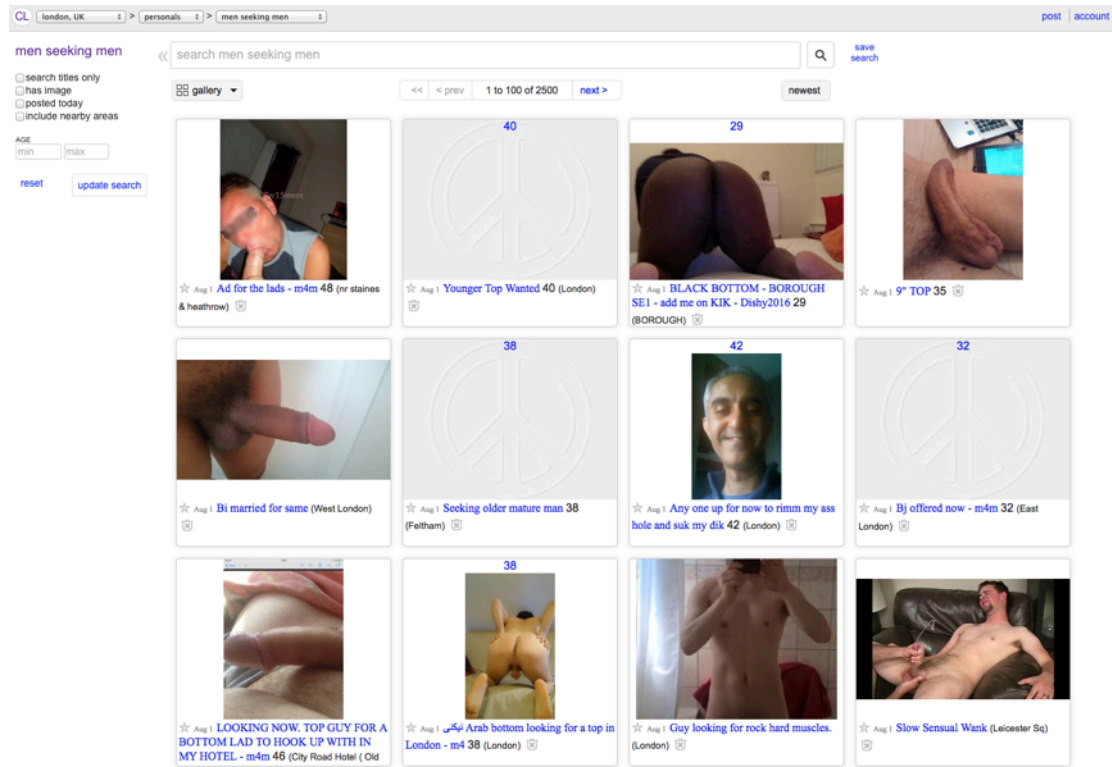 CL london, UK > personals > men seeking men post account
men seeking men
search men seeking men
save
search
search titles only
has image
posted today
include nearby areas
AGE
min max
reset update search
gallery
<< < prev 1 to 100 of 2500 next >
newest
40
29
Aug 1 Ad for the lads - m4m 48 (nr staines
& heathrow)
Aug 1 Younger Top Wanted 40 (London)
Aug 1 BLACK BOTTOM - BOROUGH
SE1 - add me on KIK - Dishy2016 29
(BOROUGH)
Aug 1 9" TOP 35
38
42
32
Aug 1 Bi married for same (West London)
Aug 1 Seeking older mature man 38
(Feltham)
Aug 1 Any one up for now to rimm my ass
hole and suk my dik 42 (London)
Aug 1 Bj offered now - m4m 32 (East
London)
38
Aug 1 LOOKING NOW. TOP GUY FOR A
BOTTOM LAD TO HOOK UP WITH IN
MY HOTEL - m4m 46 (City Road Hotel ( Old
Aug 1 Arab bottom looking for a top in
London - m4 38 (London)
Aug 1 Guy looking for rock hard muscles.
(London)
Aug 1 Slow Sensual Wank (Leicester Sq)